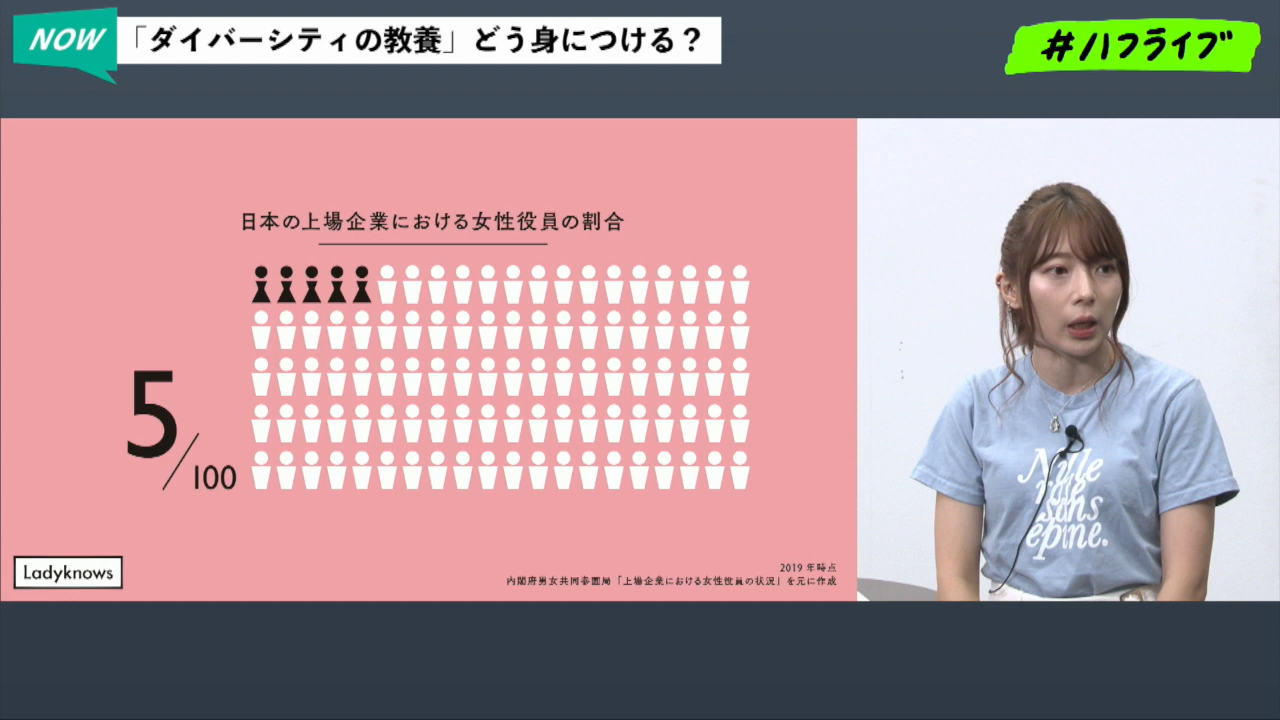 NOW
「ダイバーシティの教養」どう身につける？
#ハフライブ
日本の上場企業における女性役員の割合
5/100
Ladyknows
2019年時点
内閣府男女共同参画局「上場企業における女性役員の状況」を元に作成
Nulle
rose
sans
epine.